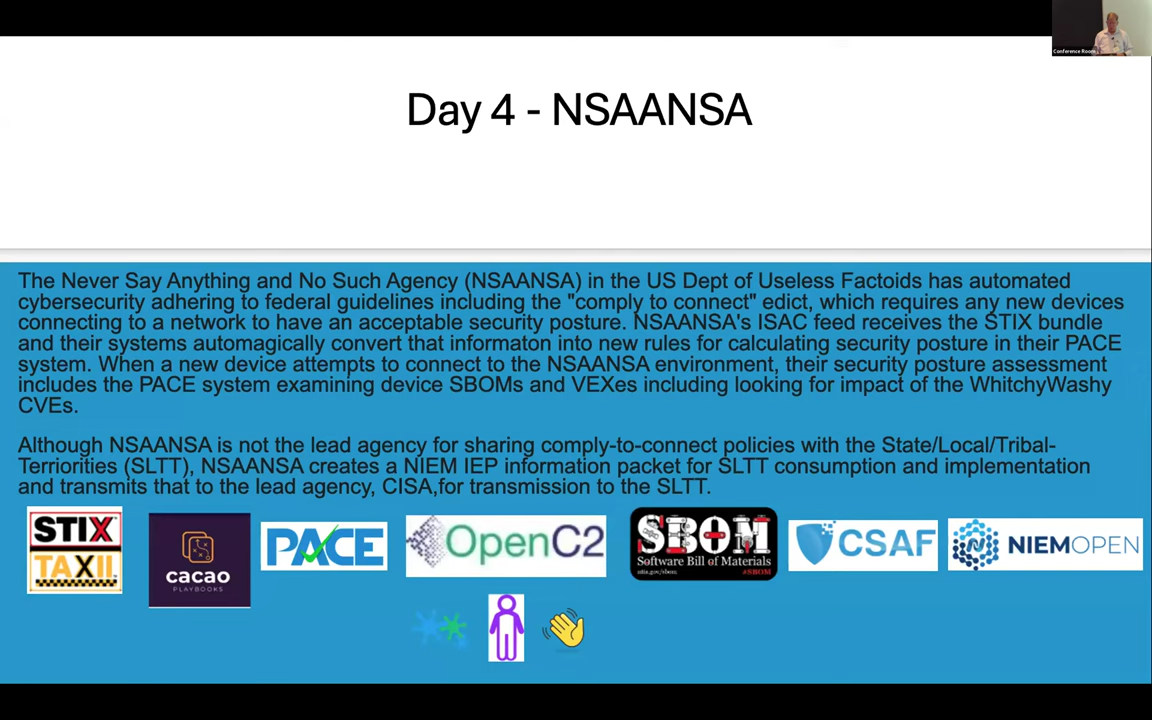 Conference Room
Day 4 - NSAANSA
The Never Say Anything and No Such Agency (NSAANSA) in the US Dept of Useless Factoids has automated
cybersecurity adhering to federal guidelines including the "comply to connect" edict, which requires any new devices
connecting to a network to have an acceptable security posture. NSAANSA's ISAC feed receives the STIX bundle
and their systems automagically convert that informaton into new rules for calculating security posture in their PACE
system. When a new device attempts to connect to the NSAANSA environment, their security posture assessment
includes the PACE system examining device SBOMs and VEXes including looking for impact of the WhitchyWashy
CVEs.
Although NSAANSA is not the lead agency for sharing comply-to-connect policies with the State/Local/Tribal-
Terriorities (SLTT), NSAANSA creates a NIEM IEP information packet for SLTT consumption and implementation
and transmits that to the lead agency, CISA,for transmission to the SLTT.
STIX
TAXII
cacao
PLAYBOOKS
PACE
OpenC2
SBOM
Software Bill of Materials
ntia.gov/sbom #SBOM
CSAF
NIEMOPEN